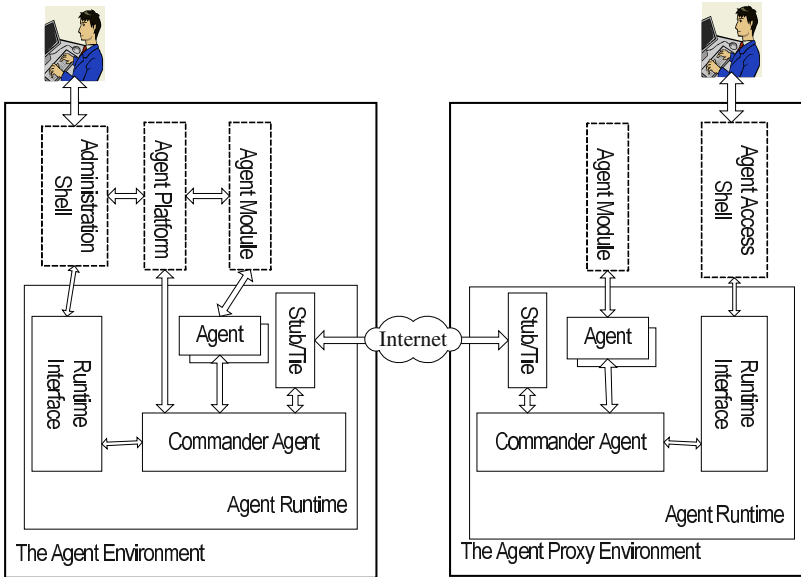 Administration
Shell
Agent Platform
Agent Module
Agent
Stub/Tie
Runtime
Interface
Commander Agent
Agent Runtime
The Agent Environment
Internet
Agent Module
Agent Access
Shell
Stub/Tie
Agent
Runtime
Interface
Commander Agent
Agent Runtime
The Agent Proxy Environment